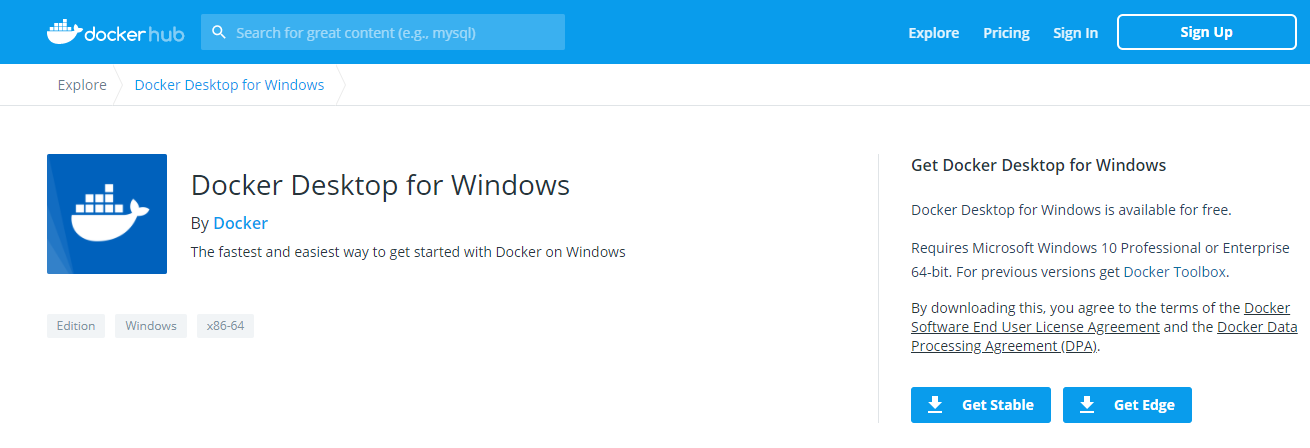 dockerhub
Search for great content (e.g., mysql)
Explore
Pricing
Sign In
Sign Up
Explore
Docker Desktop for Windows
Docker Desktop for Windows
By Docker
The fastest and easiest way to get started with Docker on Windows
Edition
Windows
x86-64
Get Docker Desktop for Windows
Docker Desktop for Windows is available for free.
Requires Microsoft Windows 10 Professional or Enterprise
64-bit. For previous versions get Docker Toolbox.
By downloading this, you agree to the terms of the Docker
Software End User License Agreement and the Docker Data
Processing Agreement (DPA).
Get Stable
Get Edge